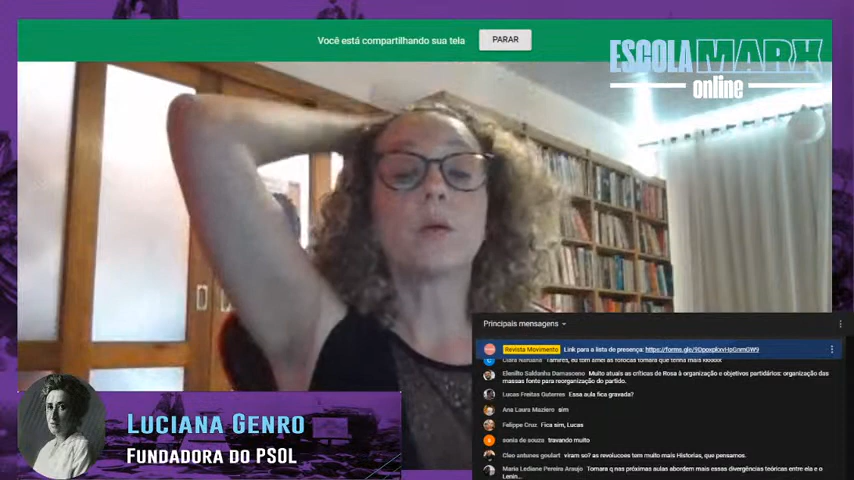 Você está compartilhando sua tela
PARAR
ESCOLA MARX
online
Principais mensagens
Revista Movimento Link para a lista de presença:
Elenilto Saldanha Damasceno Muito atuais as críticas de Rosa à organização e objetivos partidários: organização das
massas fonte para reorganização do partido.
Lucas Freitas Guterres Essa aula fica gravada?
Ana Laura Maziero sim
Felippe Cruz Fica sim, Lucas
sonia de souza travando muito
Cleo antunes goulart viram so? as revolucoes tem muito mais Historias, que pensamos.
Maria Lediane Pereira Araujo Tomara q nas próximas aulas abordem mais essas divergências teóricas entre ela e o
Lenin...
LUCIANA GENRO
FUNDADORA DO PSOL